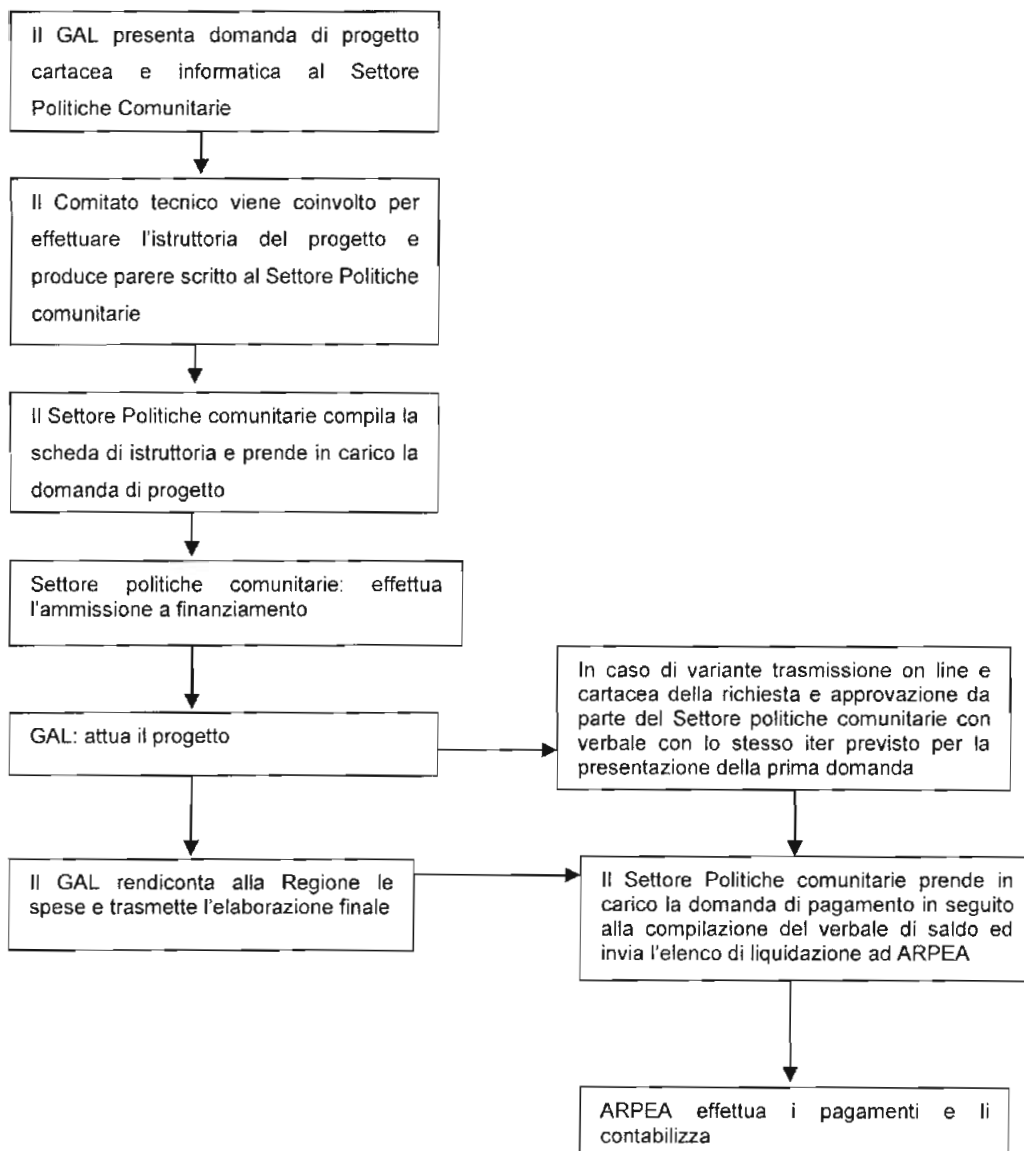 Il GAL presenta domanda di progetto
cartacea e informatica al Settore
Politiche Comunitarie
Il Comitato tecnico viene coinvolto per
effettuare l'istruttoria del progetto e
produce parere scritto al Settore Politiche
comunitarie
Il Settore Politiche comunitarie compila la
scheda di istruttoria e prende in carico la
domanda di progetto
Settore politiche comunitarie: effettua
l'ammissione a finanziamento
GAL: attua il progetto
In caso di variante trasmissione on line e
cartacea della richiesta e approvazione da
parte del Settore politiche comunitarie con
verbale con lo stesso iter previsto per la
presentazione della prima domanda
Il GAL rendiconta alla Regione le
spese e trasmette l'elaborazione finale
Il Settore Politiche comunitarie prende in
carico la domanda di pagamento in seguito
alla compilazione del verbale di saldo ed
invia l'elenco di liquidazione ad ARPEA
ARPEA effettua i pagamenti e li
contabilizza